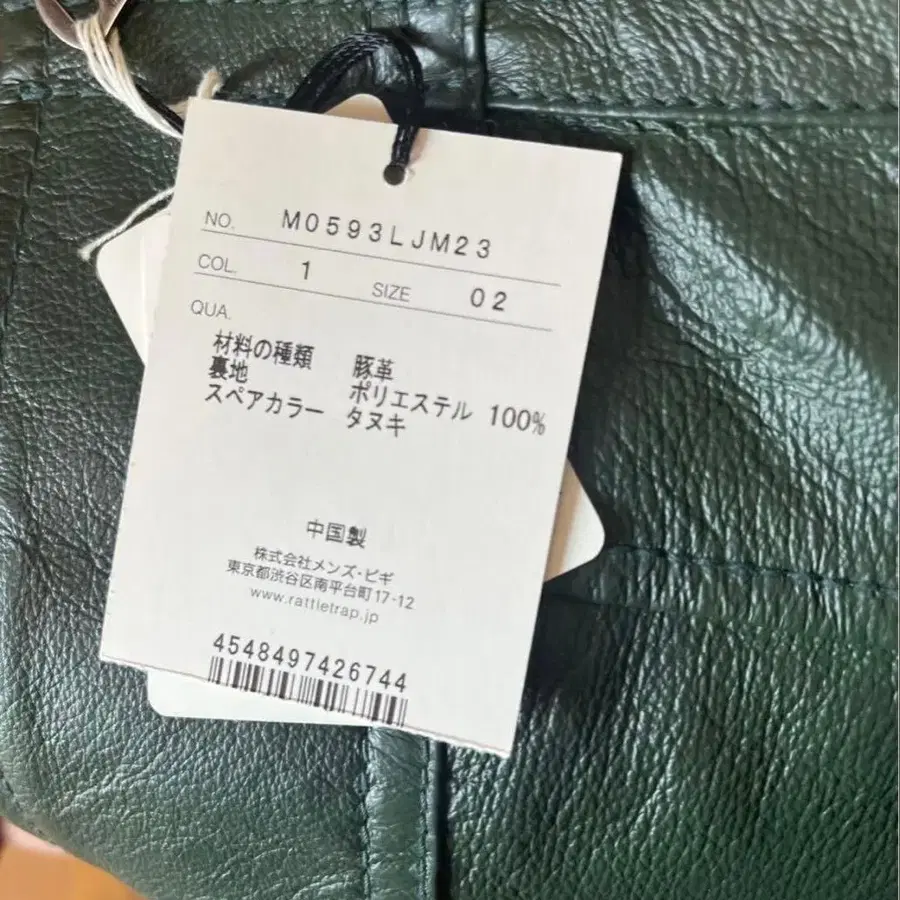 NO. M0593LJM23
COL. 1 SIZE 02
QUA.
材料の種類 豚革
裏地 ポリエステル 100%
スペアカラー タヌキ
中国製
株式会社メンズ・ビギ
東京都渋谷区南平台町17-12
www.rattletrap.jp
4548497426744